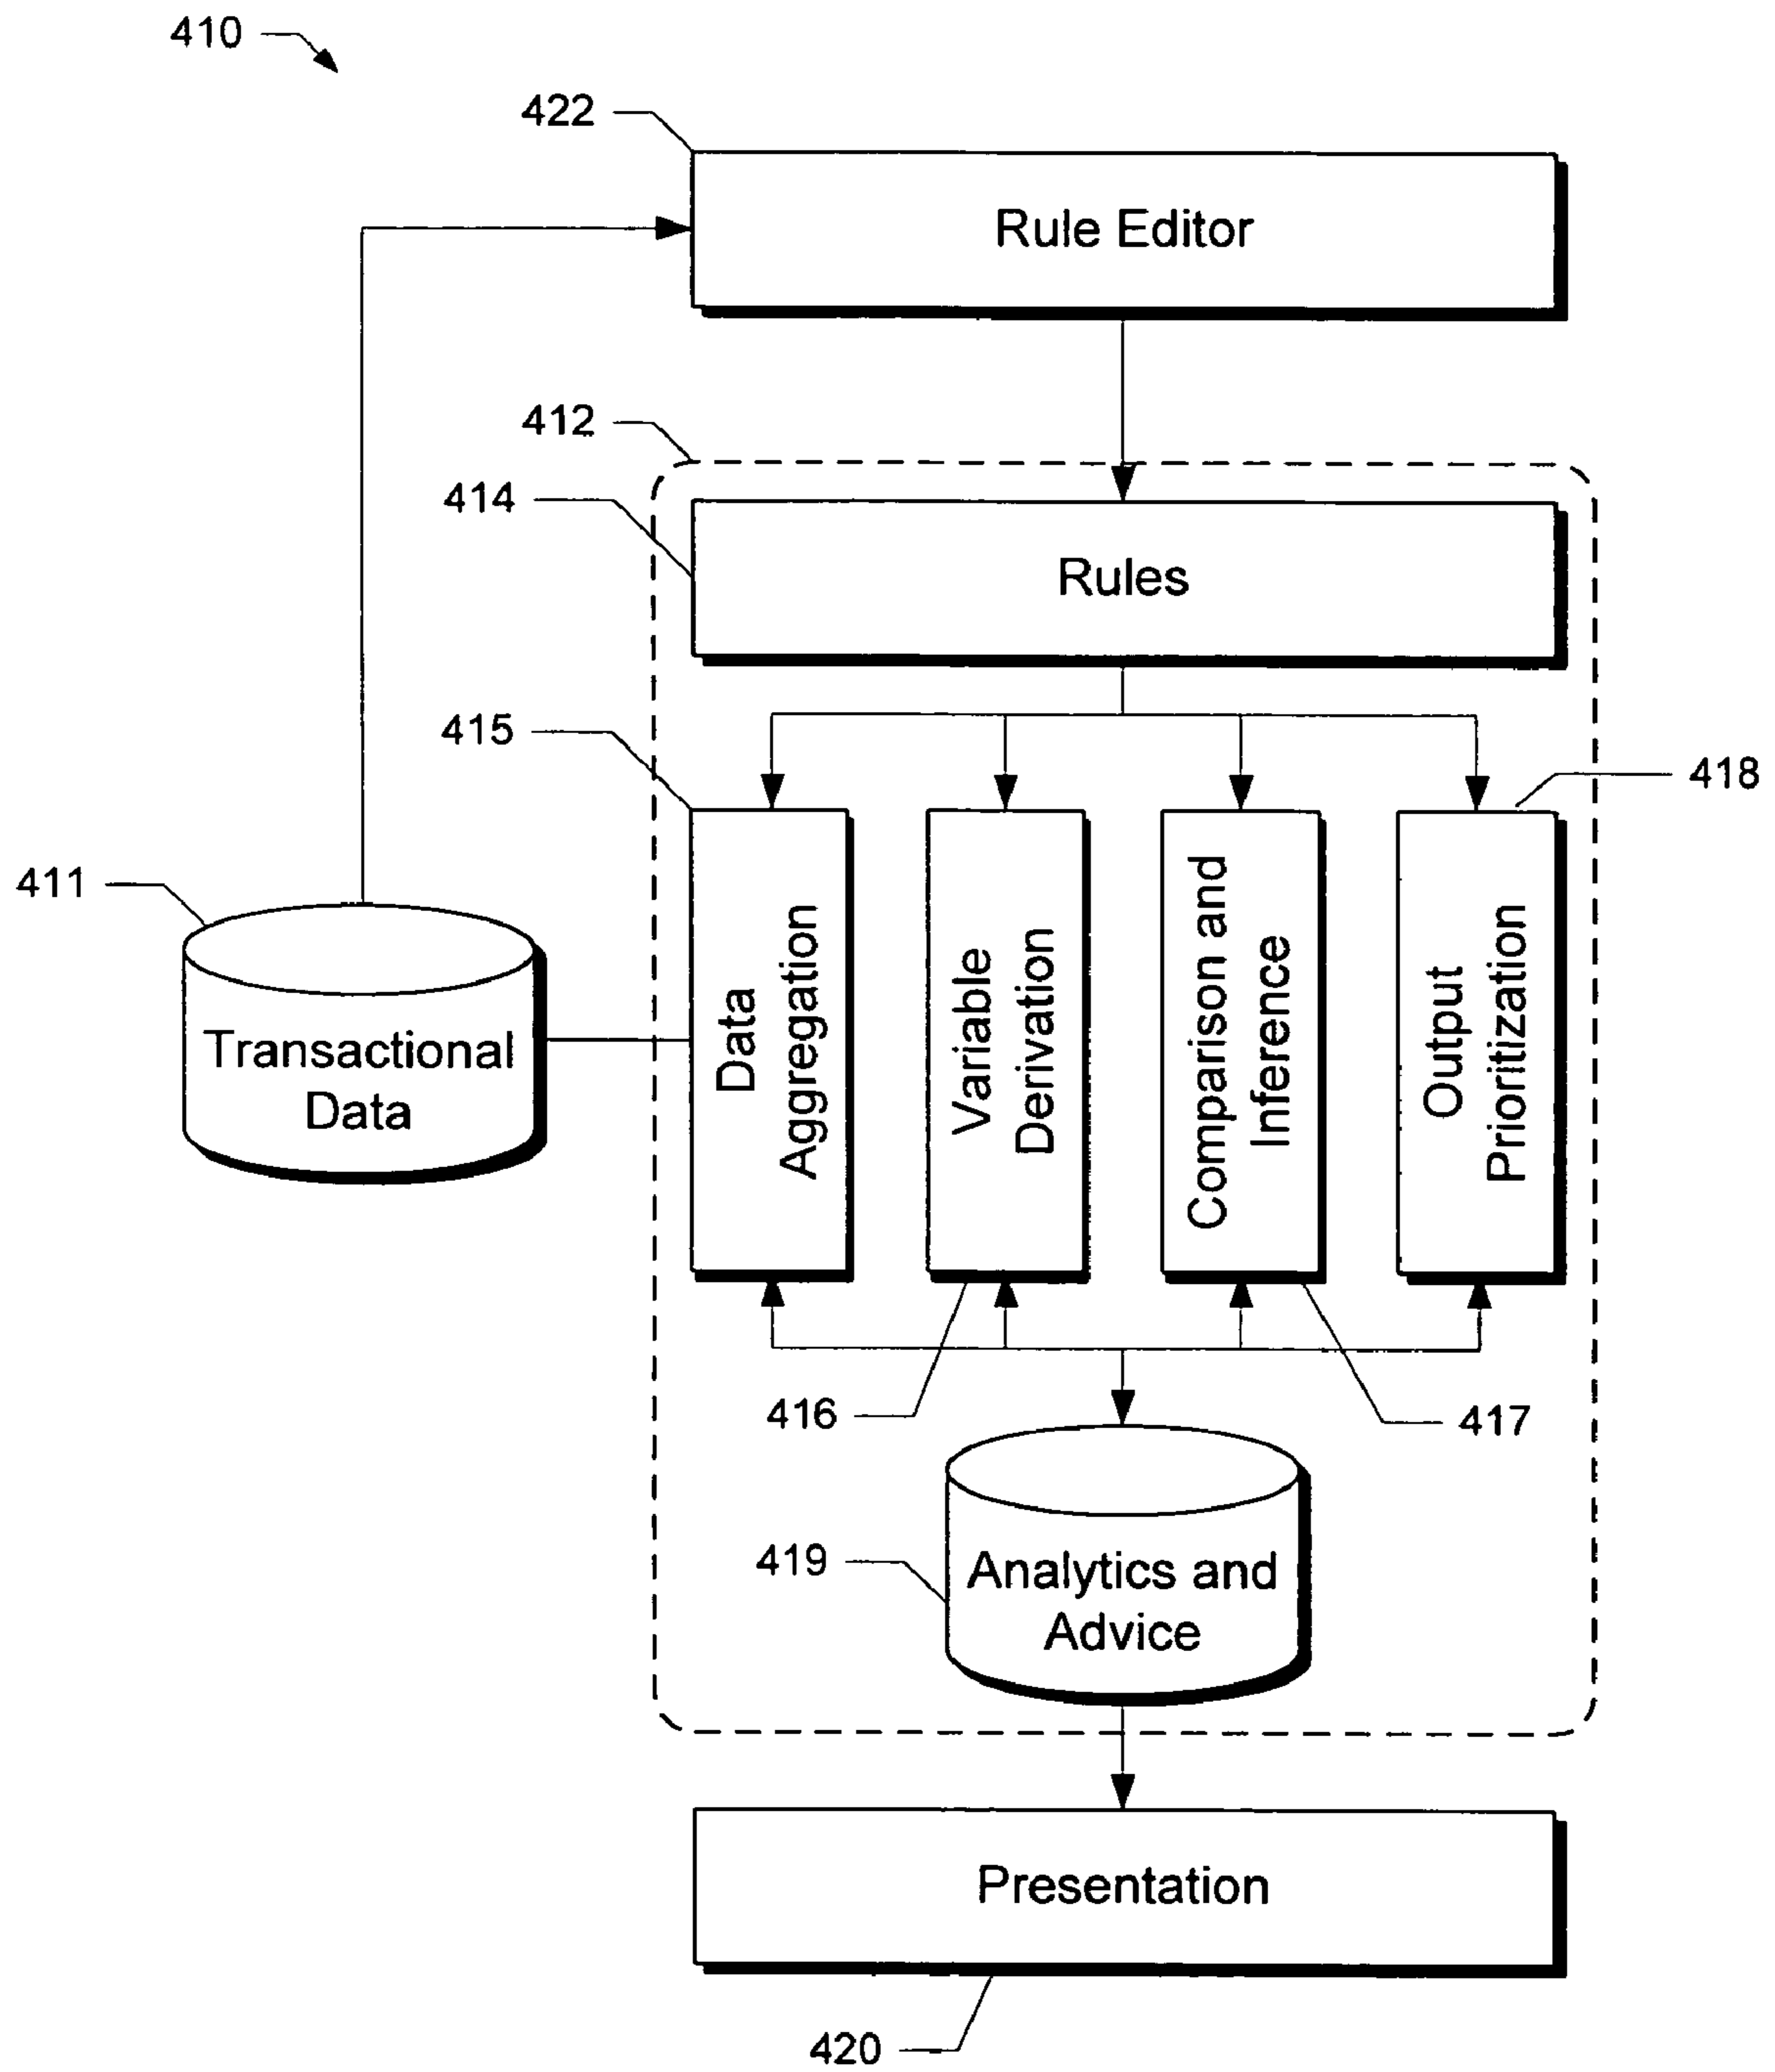 410
422
Rule Editor
412
414
Rules
415
418
411
Transactional
Data
Data
Aggregation
Variable
Derivation
Comparison and
Inference
Output
Prioritization
416
417
419
Analytics and
Advice
Presentation
420